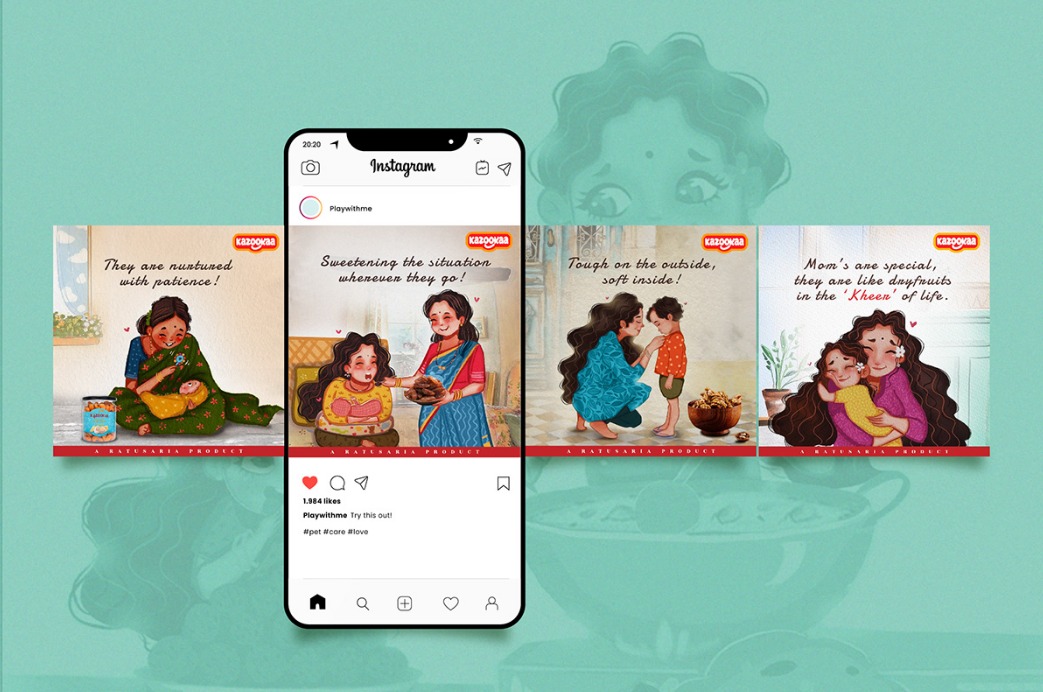 20:20
Instagram
Playwithme
KAZOOKAA
They are nurtured
with patience!
A RATUSARIA PRODUCT
KAZOOKAA
Sweetening the situation
wherever they go!
A RATUSARIA PRODUCT
KAZOOKAA
Tough on the outside,
soft inside!
A RATUSARIA PRODUCT
KAZOOKAA
Mom's are special,
they are like dryfruits
in the 'Kheer' of life.
A RATUSARIA PRODUCT
1.984 likes
Playwithme Try this out!
#pet #care #love